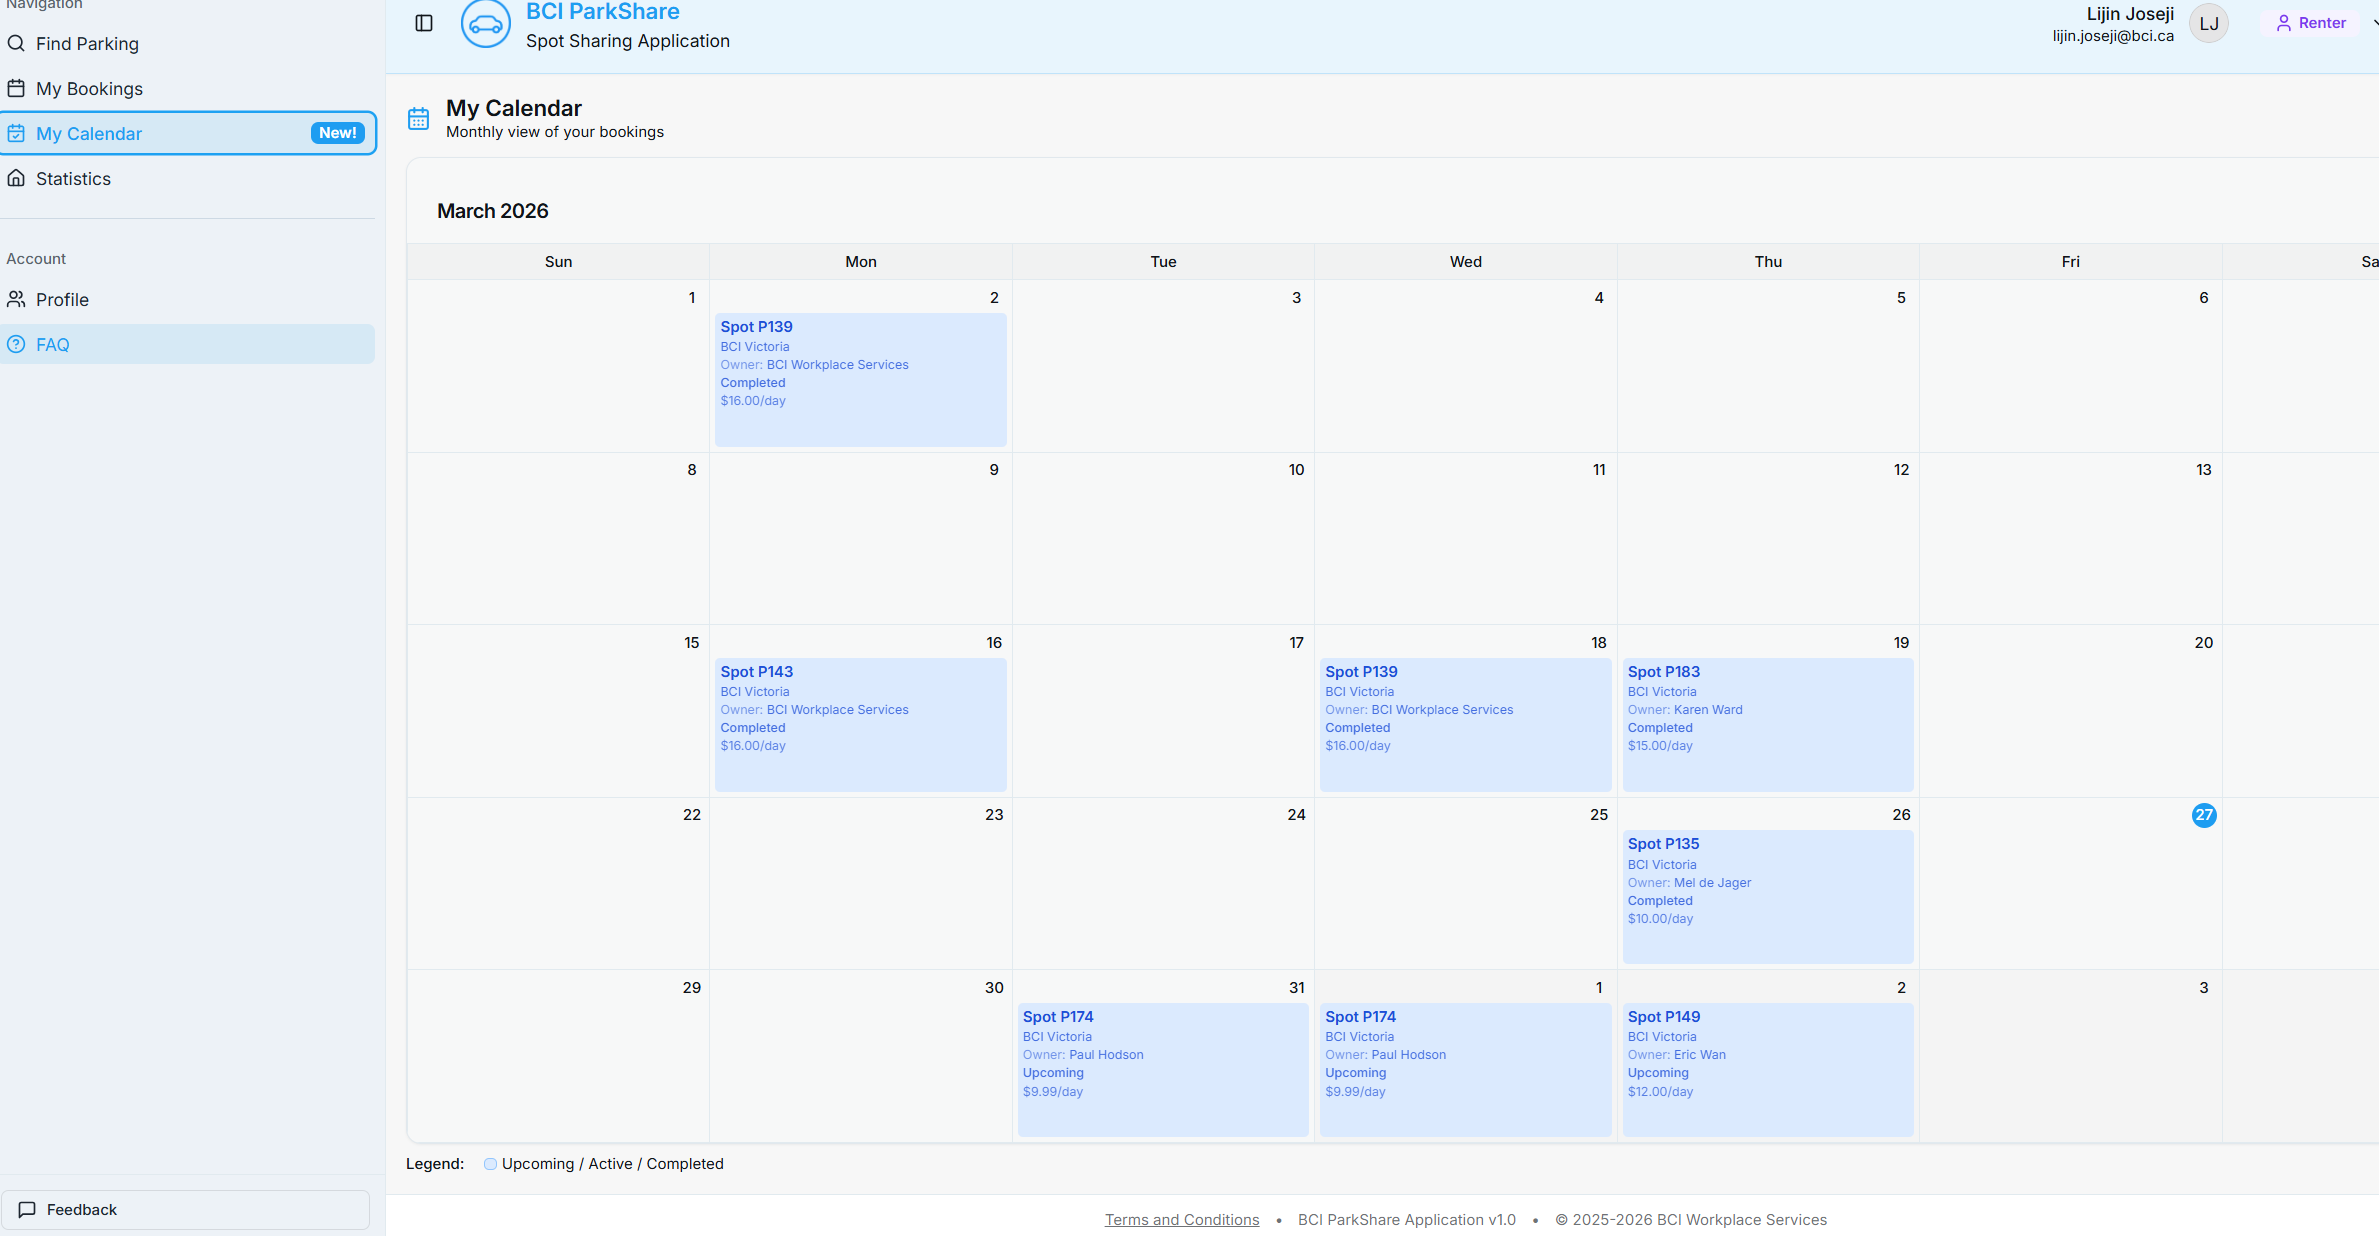 Navigation
Find Parking
My Bookings
My Calendar New!
Statistics
Account
Profile
FAQ
Feedback
BCI ParkShare
Spot Sharing Application
Lijin Joseji
lijin.joseji@bci.ca
LJ
Renter
My Calendar
Monthly view of your bookings
March 2026
Sun Mon Tue Wed Thu Fri Sa
1 2 3 4 5 6
Spot P139
BCI Victoria
Owner: BCI Workplace Services
Completed
$16.00/day
8 9 10 11 12 13
15 16 17 18 19 20
Spot P143
BCI Victoria
Owner: BCI Workplace Services
Completed
$16.00/day
Spot P139
BCI Victoria
Owner: BCI Workplace Services
Completed
$16.00/day
Spot P183
BCI Victoria
Owner: Karen Ward
Completed
$15.00/day
22 23 24 25 26 27
Spot P135
BCI Victoria
Owner: Mel de Jager
Completed
$10.00/day
29 30 31 1 2 3
Spot P174
BCI Victoria
Owner: Paul Hodson
Upcoming
$9.99/day
Spot P174
BCI Victoria
Owner: Paul Hodson
Upcoming
$9.99/day
Spot P149
BCI Victoria
Owner: Eric Wan
Upcoming
$12.00/day
Legend: Upcoming / Active / Completed
Terms and Conditions • BCI ParkShare Application v1.0 • © 2025-2026 BCI Workplace Services